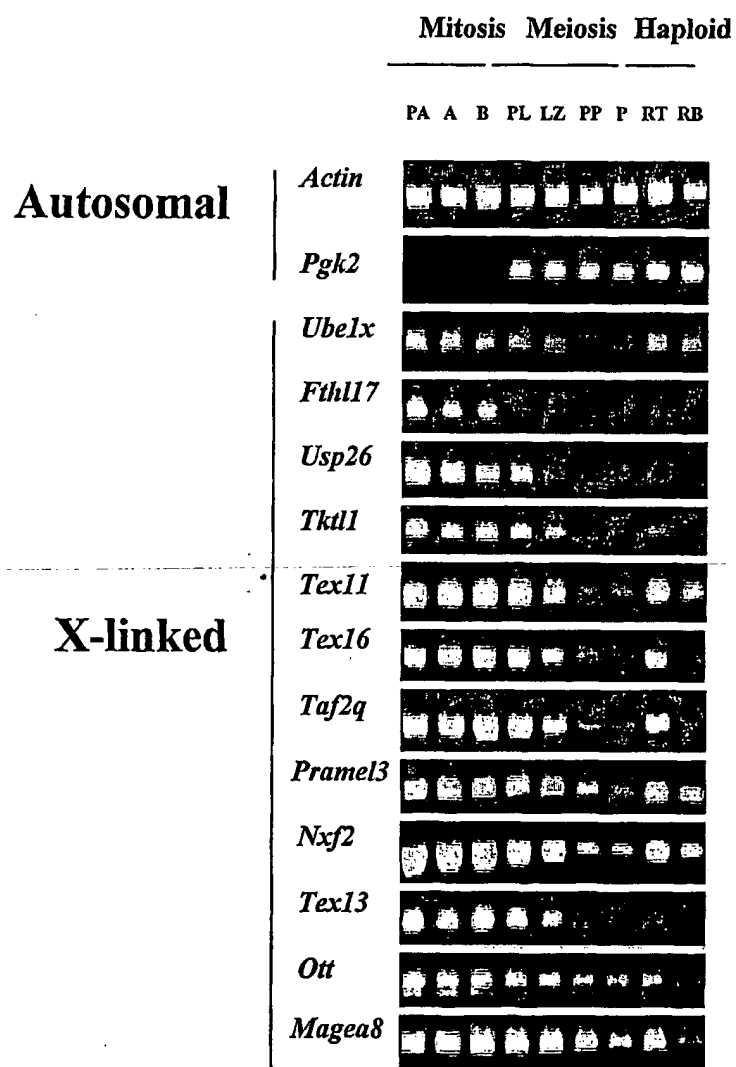 Mitosis Meiosis Haploid
PA A B PL LZ PP P RT RB
Autosomal
Actin
Pgk2
Ube1x
Fthl17
Usp26
Tktl1
X-linked
Tex11
Tex16
Taf2q
Pramel3
Nxf2
Tex13
Ott
Magea8